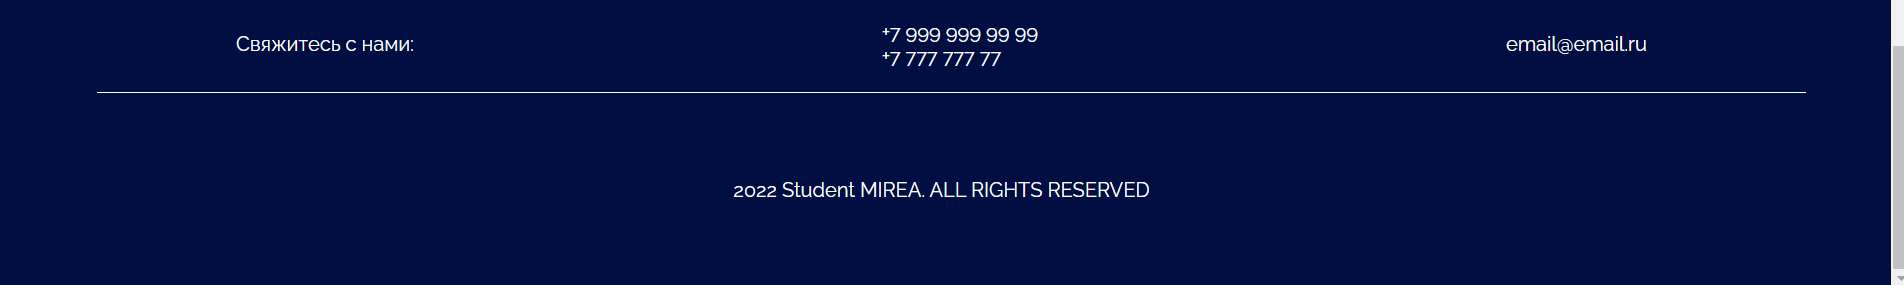 Свяжитесь с нами:
+7 999 999 99 99
+7 777 777 77
email@email.ru
2022 Student MIREA. ALL RIGHTS RESERVED